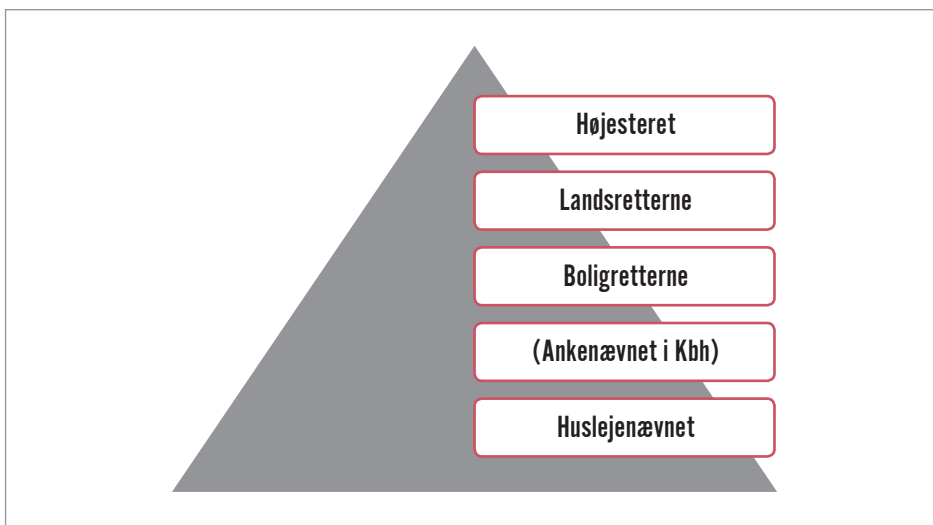 Højesteret
Landsretterne
Boligretterne
(Ankenævnet i Kbh)
Huslejenævnet